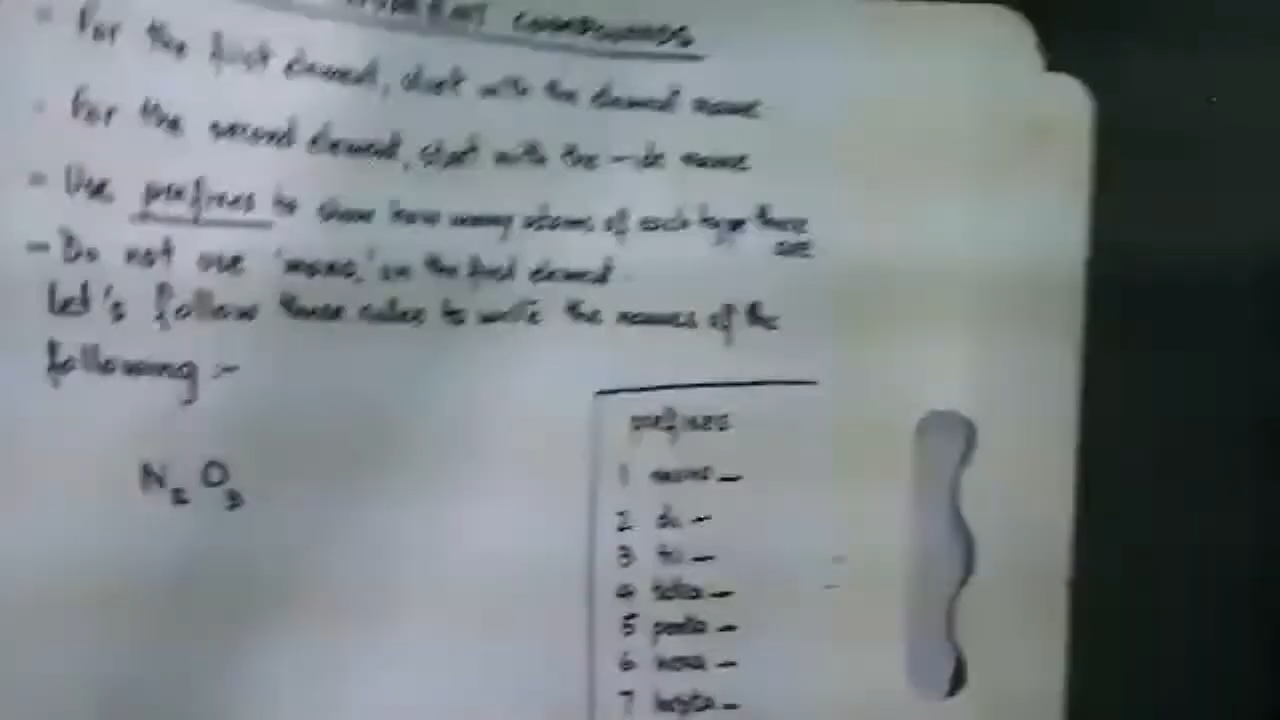 COMPOUNDS
- For the first element, start with the element name
- For the second element, start with the -ide name
- Use prefixes to show how many atoms of each type there
are
- Do not use 'mono' on the first element
Let's follow these rules to write the names of the
following :-
N2O3
prefixes
1 mono-
2 di-
3 tri-
4 tetra-
5 penta-
6 hexa-
7 hepta-